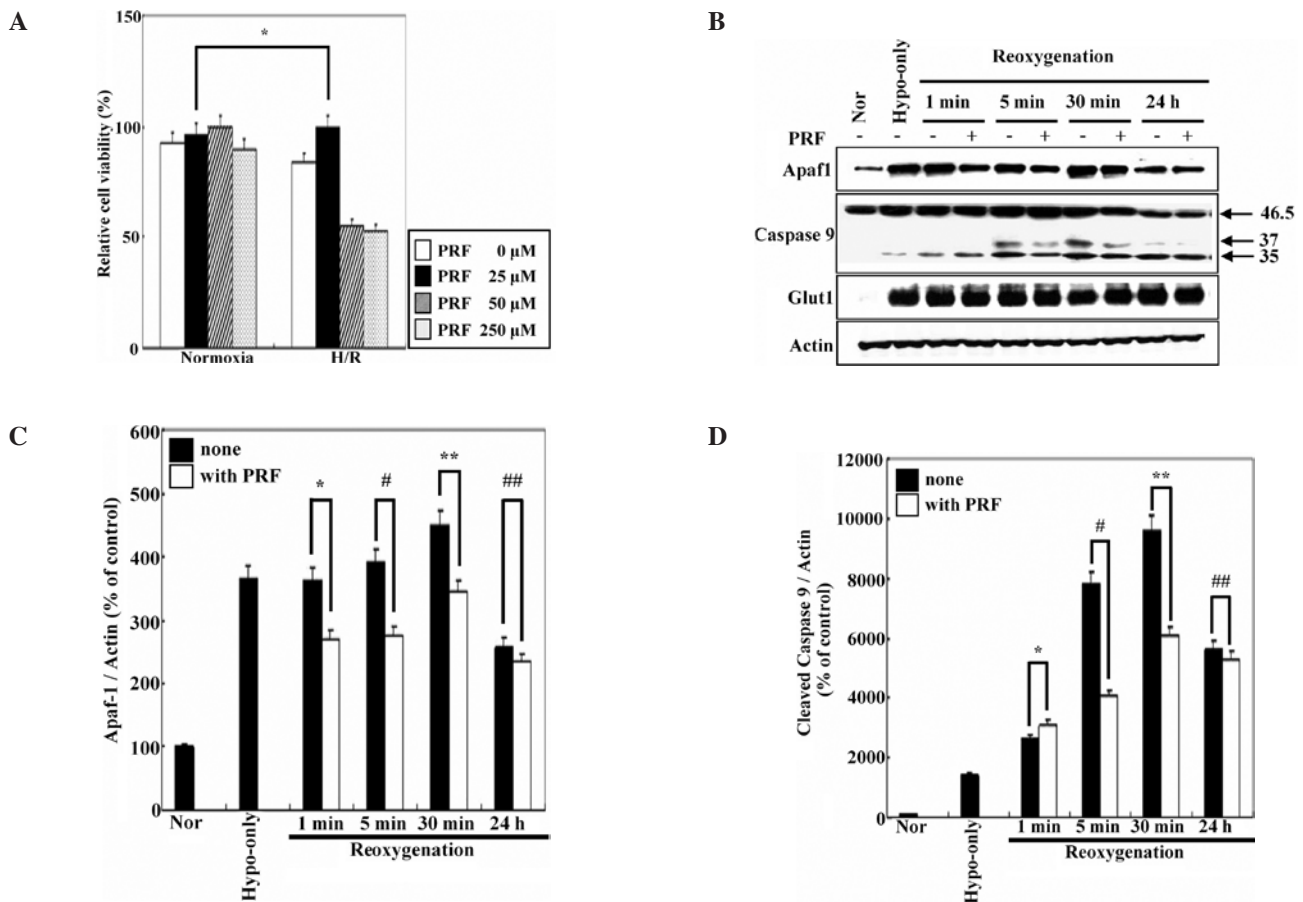 A
150
100
50
0
Relative cell viability (%)
*
Normoxia
H/R
PRF 0 µM
PRF 25 µM
PRF 50 µM
PRF 250 µM
B
Reoxygenation
Nor
Hypo-only
1 min 5 min 30 min 24 h
PRF - - - + - + - + - +
Apaf1
Caspase 9
46.5
37
35
Glut1
Actin
C
600
500
400
300
200
100
0
Apaf-1 / Actin (% of control)
none
with PRF
*
#
**
##
Nor
Hypo-only
1 min 5 min 30 min 24 h
Reoxygenation
D
12000
10000
8000
6000
4000
2000
0
Cleaved Caspase 9 / Actin
(% of control)
none
with PRF
*
#
**
##
Nor
Hypo-only
1 min 5 min 30 min 24 h
Reoxygenation